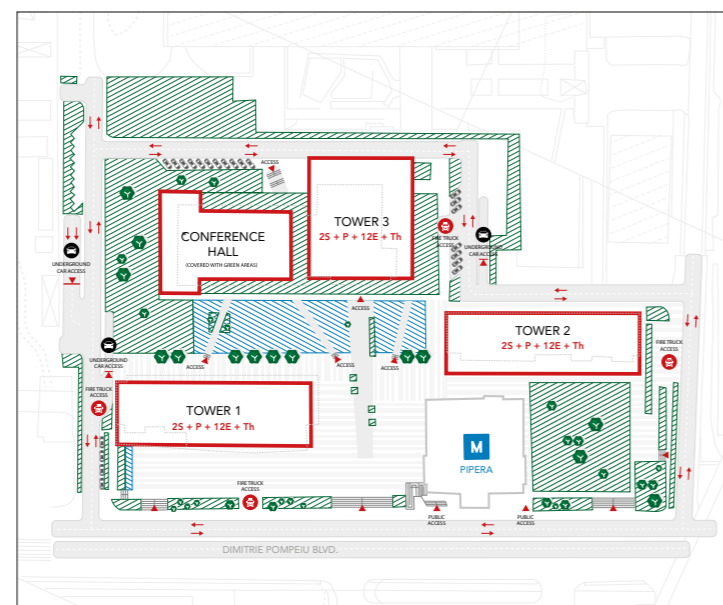 ACCESS
TOWER 3
2S + P + 12E + Th
CONFERENCE
HALL
(COVERED WITH GREEN AREAS)
FIRE TRUCK
ACCESS
UNDERGROUND
CAR ACCESS
UNDERGROUND
CAR ACCESS
ACCESS
TOWER 2
2S + P + 12E + Th
FIRE TRUCK
ACCESS
UNDERGROUND
CAR ACCESS
ACCESS
ACCESS
ACCESS
FIRE TRUCK
ACCESS
TOWER 1
2S + P + 12E + Th
M
PIPERA
FIRE TRUCK
ACCESS
PUBLIC
ACCESS
PUBLIC
ACCESS
DIMITRIE POMPEIU BLVD.